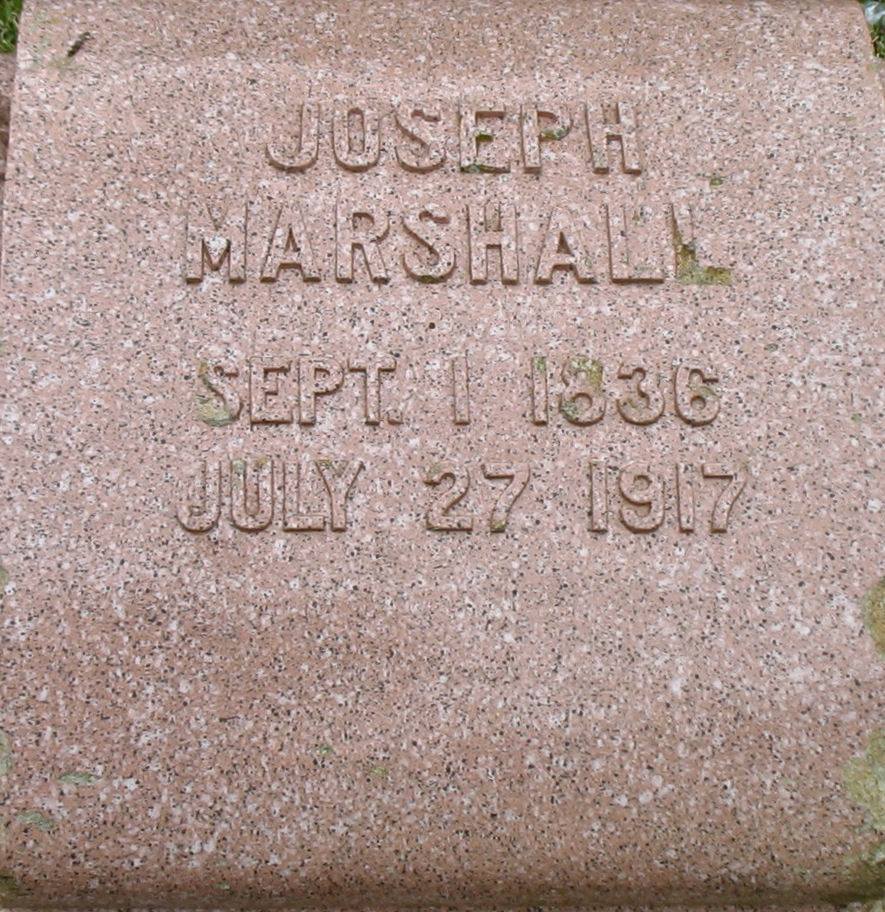 JOSEPH
MARSHALL
SEPT. 1 1836
JULY 27 1917